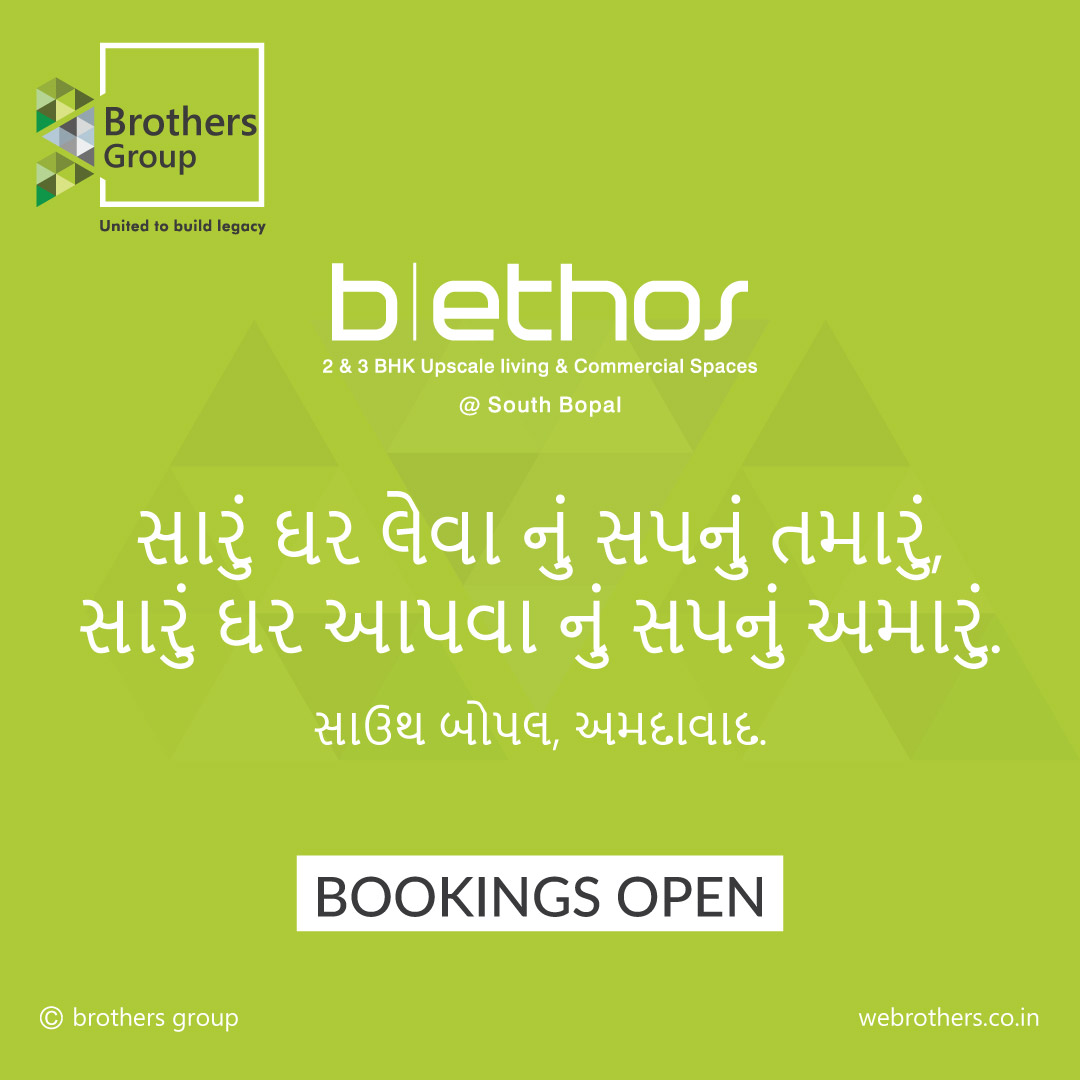 Brothers
Group
United to build legacy
b|ethos
2 & 3 BHK Upscale living & Commercial Spaces
@ South Bopal
સારું ઘર લેવા નું સપનું તમારું,
સારું ઘર આપવા નું સપનું અમારું.
સાઉથ બોપલ, અમદાવાદ.
BOOKINGS OPEN
© brothers group
webrothers.co.in